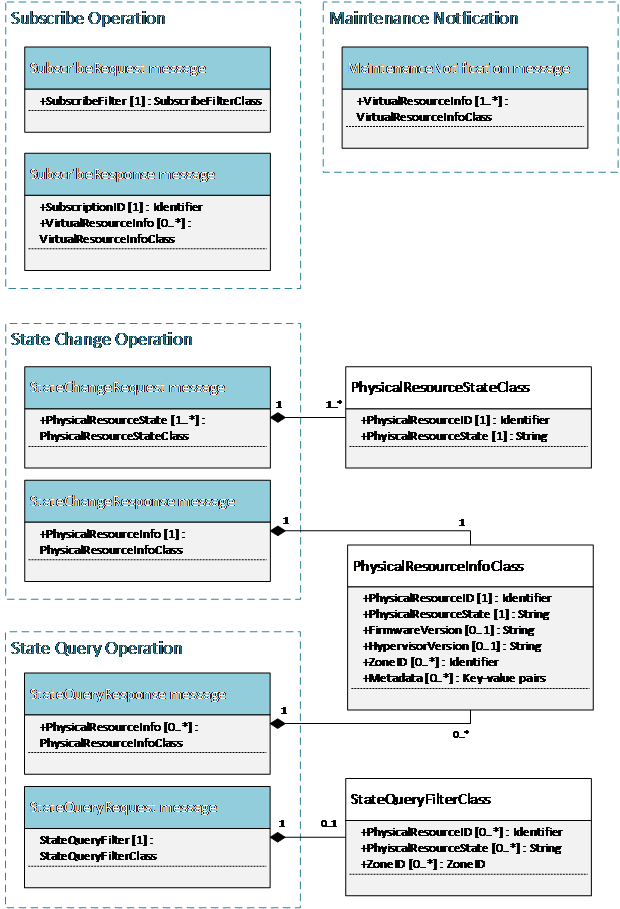 Subscribe Operation
SubscribeRequest message
+SubscribeFilter [1] : SubscribeFilterClass
SubscribeResponse message
+SubscriptionID [1] : Identifier
+VirtualResourceInfo [0..*] :
VirtualResourceInfoClass
Maintenance Notfication
MaintenanceNotification message
+VirtualResourceInfo [1..*] :
VirtualResourceInfoClass
State Change Operation
StateChangeRequest message
+PhysicalResourceState [1..*] :
PhysicalResourceStateClass
1
1..*
PhysicalResourceStateClass
+PhysicalResourceID [1] : Identifier
+PhyiscalResourceState [1] : String
StateChangeResponse message
+PhysicalResourceInfo [1] :
PhysicalResourceInfoClass
1
1
PhysicalResourceInfoClass
+PhysicalResourceID [1] : Identifier
+PhysicalResourceState [1] : String
+FirmwareVersion [0..1] : String
+HypervisorVersion [0..1] : String
+ZoneID [0..*] : Identifier
+Metadata [0..*] : Key-value pairs
State Query Operation
StateQueryResponse message
+PhysicalResourceInfo [0..*] :
PhysicalResourceInfoClass
1
0..*
StateQueryRequest message
StateQueryFilter [1] :
StateQueryFilterClass
1
0..1
StateQueryFilterClass
+PhysicalResourceID [0..*] : Identifier
+PhyiscalResourceState [0..*] : String
+ZoneID [0..*] : ZoneID